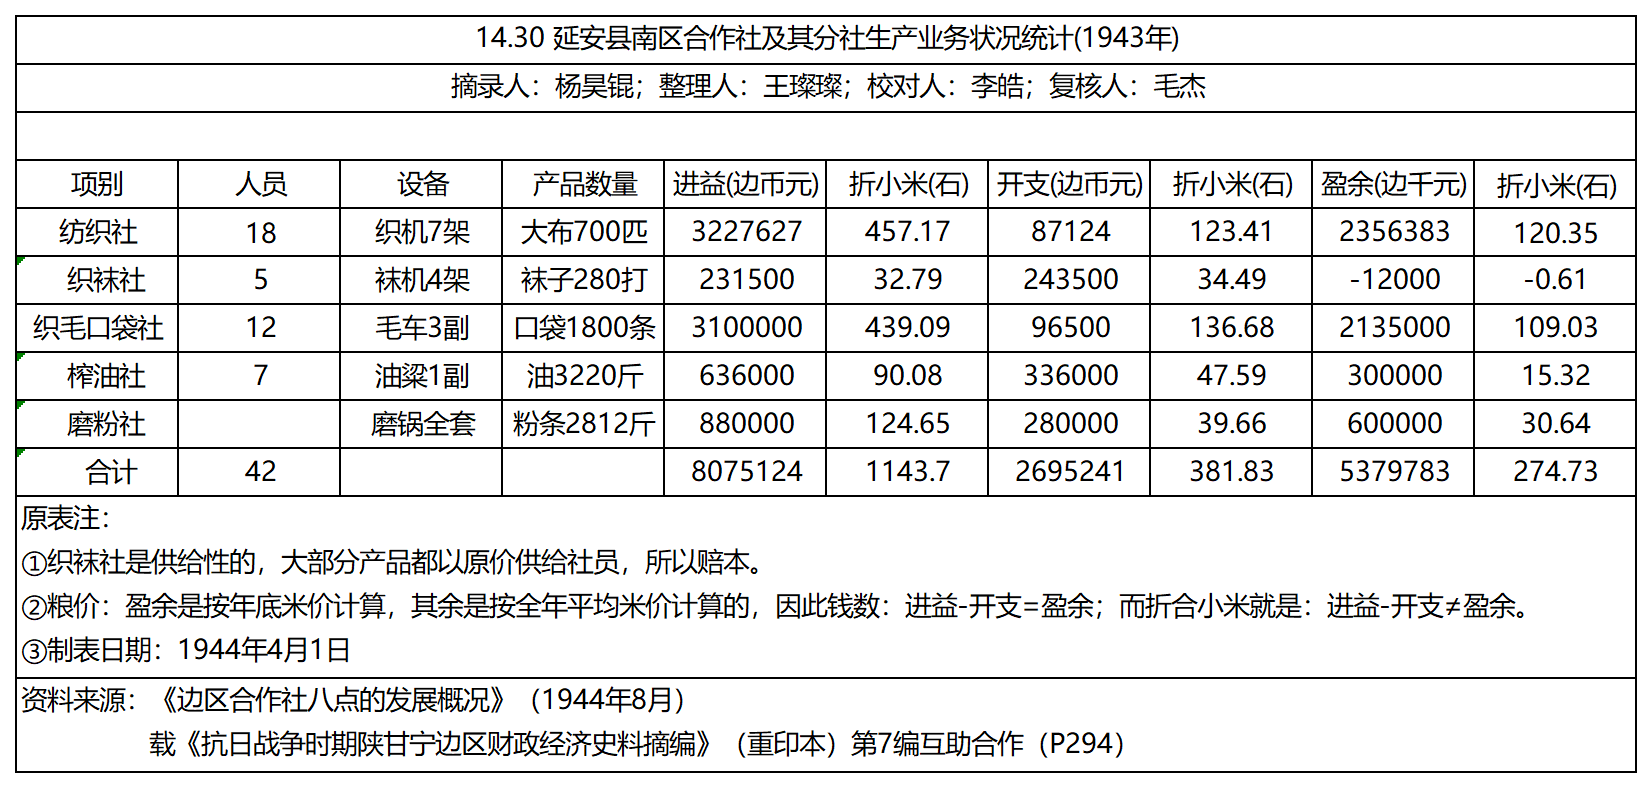 14.30 延安县南区合作社及其分社生产业务状况统计(1943年)
摘录人：杨昊锟；整理人：王璨璨；校对人：李皓；复核人：毛杰
项别 人员 设备 产品数量 进益(边币元) 折小米(石) 开支(边币元) 折小米(石) 盈余(边千元) 折小米(石)
纺织社 18 织机7架 大布700匹 3227627 457.17 87124 123.41 2356383 120.35
织袜社 5 袜机4架 袜子280打 231500 32.79 243500 34.49 -12000 -0.61
织毛口袋社 12 毛车3副 口袋1800条 3100000 439.09 96500 136.68 2135000 109.03
榨油社 7 油粱1副 油3220斤 636000 90.08 336000 47.59 300000 15.32
磨粉社 磨锅全套 粉条2812斤 880000 124.65 280000 39.66 600000 30.64
合计 42 8075124 1143.7 2695241 381.83 5379783 274.73
原表注：
①织袜社是供给性的，大部分产品都以原价供给社员，所以赔本。
②粮价：盈余是按年底米价计算，其余是按全年平均米价计算的，因此钱数：进益-开支=盈余；而折合小米就是：进益-开支≠盈余。
③制表日期：1944年4月1日
资料来源：《边区合作社八点的发展概况》（1944年8月）
载《抗日战争时期陕甘宁边区财政经济史料摘编》（重印本）第7编互助合作（P294）